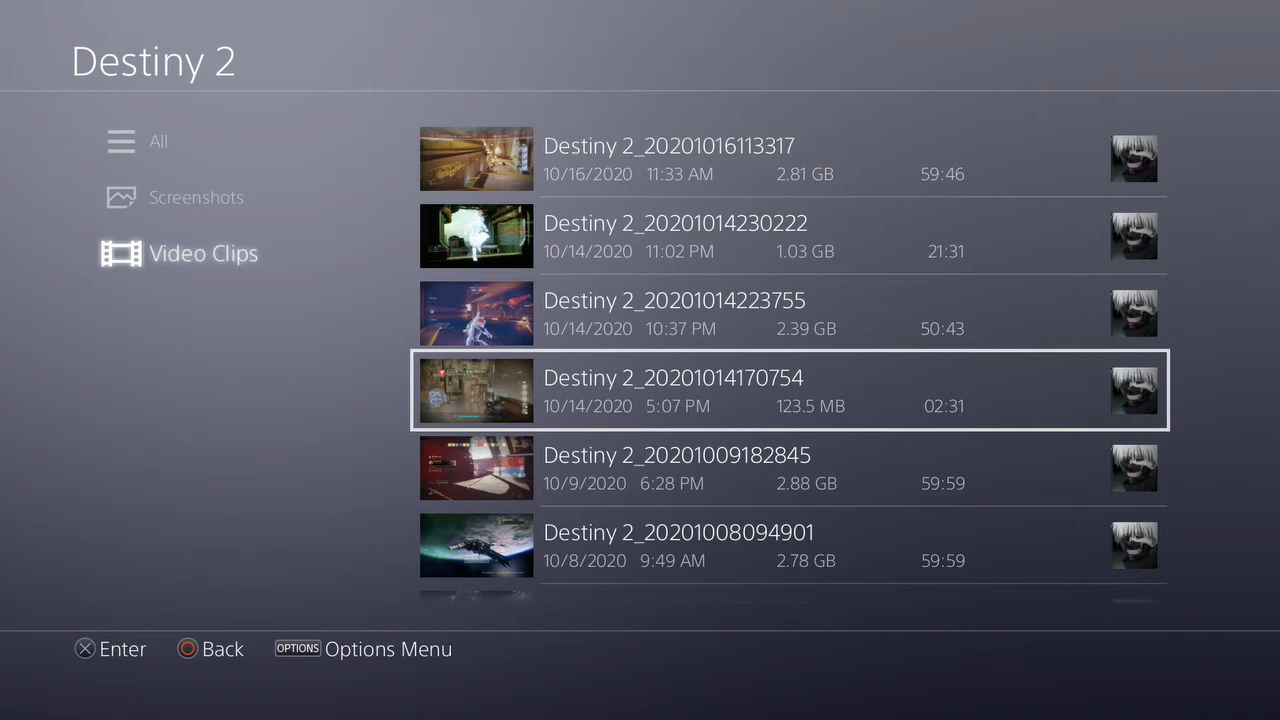 Destiny 2
All
Screenshots
Video Clips
Destiny 2_20201016113317
10/16/2020 11:33 AM 2.81 GB 59:46
Destiny 2_20201014230222
10/14/2020 11:02 PM 1.03 GB 21:31
Destiny 2_20201014223755
10/14/2020 10:37 PM 2.39 GB 50:43
Destiny 2_20201014170754
10/14/2020 5:07 PM 123.5 MB 02:31
Destiny 2_20201009182845
10/9/2020 6:28 PM 2.88 GB 59:59
Destiny 2_20201008094901
10/8/2020 9:49 AM 2.78 GB 59:59
Enter Back OPTIONS Options Menu